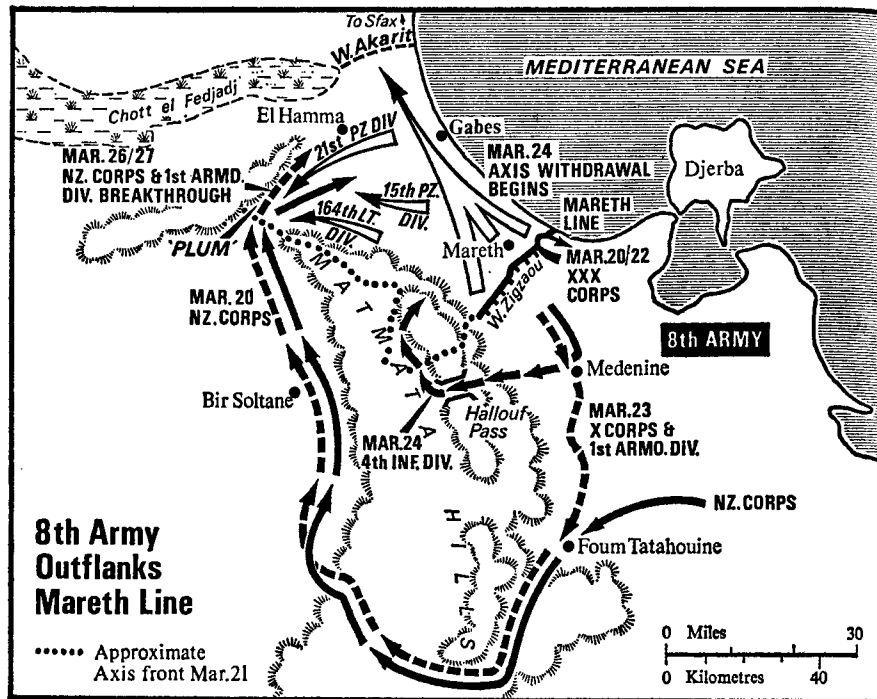 To Sfax
W. Akarit
MEDITERRANEAN SEA
Chott el Fedjadj
El Hamma
21st PZ DIV
Gabes
Djerba
MAR. 26/27
NZ. CORPS & 1st ARMD.
DIV. BREAKTHROUGH
MAR. 24
AXIS WITHDRAWAL
BEGINS
15th PZ.
DIV.
164th LT.
DIV.
MARETH
LINE
'PLUM'
Mareth
MAR. 20/22
XXX
CORPS
W. Zigzaou
MAR. 20
NZ. CORPS
MATMATA
8th ARMY
Medenine
Bir Soltane
Hallouf
Pass
MAR. 24
4th INF. DIV.
MAR. 23
X CORPS &
1st ARMO. DIV.
NZ. CORPS
HILLS
Foum Tatahouine
8th Army
Outflanks
Mareth Line
Approximate
Axis front Mar. 21
0 Miles 30
0 Kilometres 40